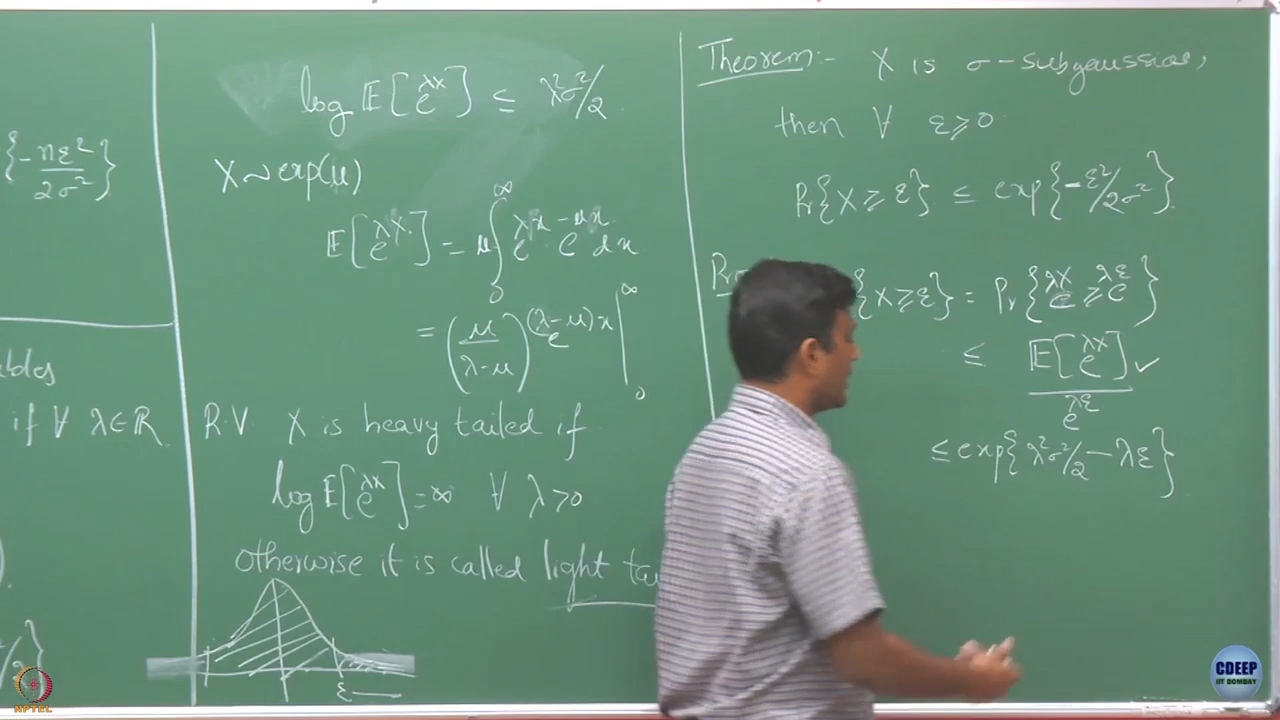 {-nε²/2σ²}
if ∀ λ∈ℝ.
log 𝔼[e^{λX}] ≤ λ²σ²/2.
X ~ exp(μ)
𝔼[e^{λX}] = μ ∫₀^∞ e^{λx} e^{-μx} dx
= (μ/(λ-μ)) e^{(λ-μ)x} |₀^∞
R.V X is heavy tailed if
log 𝔼[e^{λx}] = ∞ ∀ λ>0
otherwise it is called light
ε
Theorem:- X is σ-subgaussian,
then ∀ ε≥0
Pr{X ≥ ε} ≤ exp{-ε²/2σ²}.
{X ≥ ε} = Pr{e^{λX} ≥ e^{λε}}
≤ 𝔼[e^{λX}] / e^{λε} ✓
≤ exp{λ²σ²/2 - λε}
NPTEL
CDEEP
IIT BOMBAY